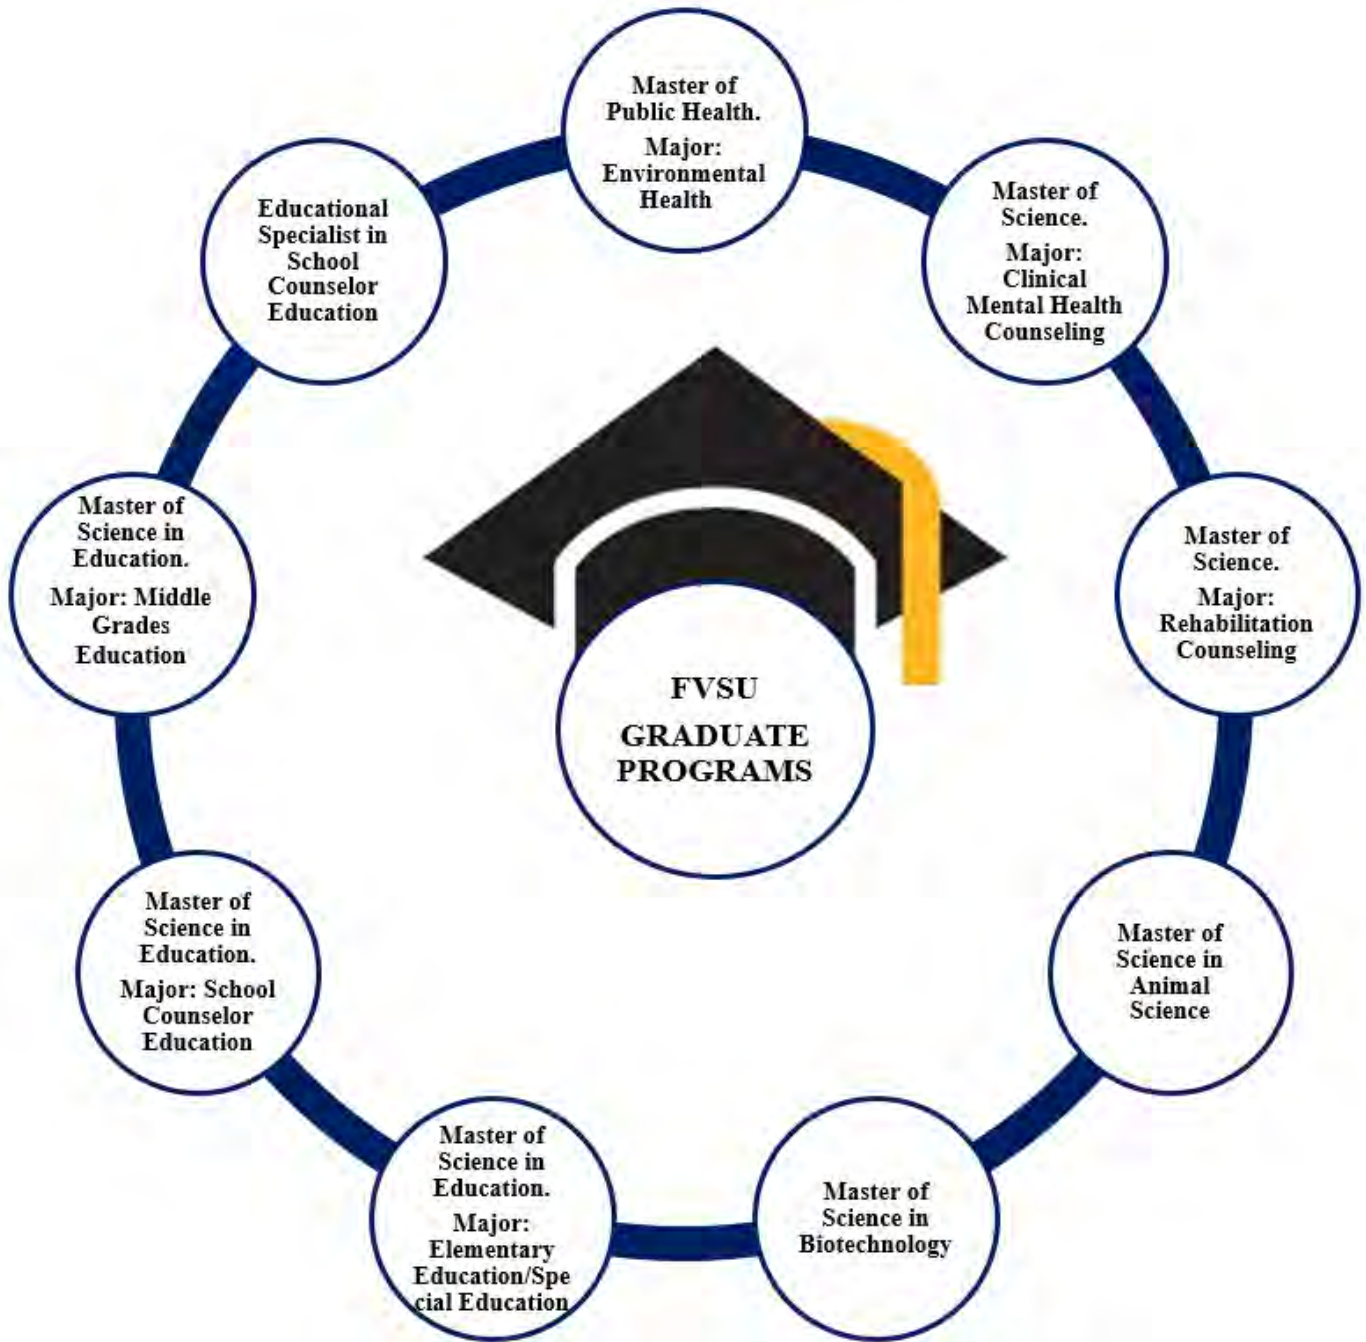 Master of
Public Health.
Major:
Environmental
Health
Master of
Science.
Major:
Clinical
Mental Health
Counseling
Master of
Science.
Major:
Rehabilitation
Counseling
Master of
Science in
Animal
Science
Master of
Science in
Biotechnology
Master of
Science in
Education.
Major:
Elementary
Education/Spe
cial Education
Master of
Science in
Education.
Major: School
Counselor
Education
Master of
Science in
Education.
Major: Middle
Grades
Education
Educational
Specialist in
School
Counselor
Education
FVSU
GRADUATE
PROGRAMS